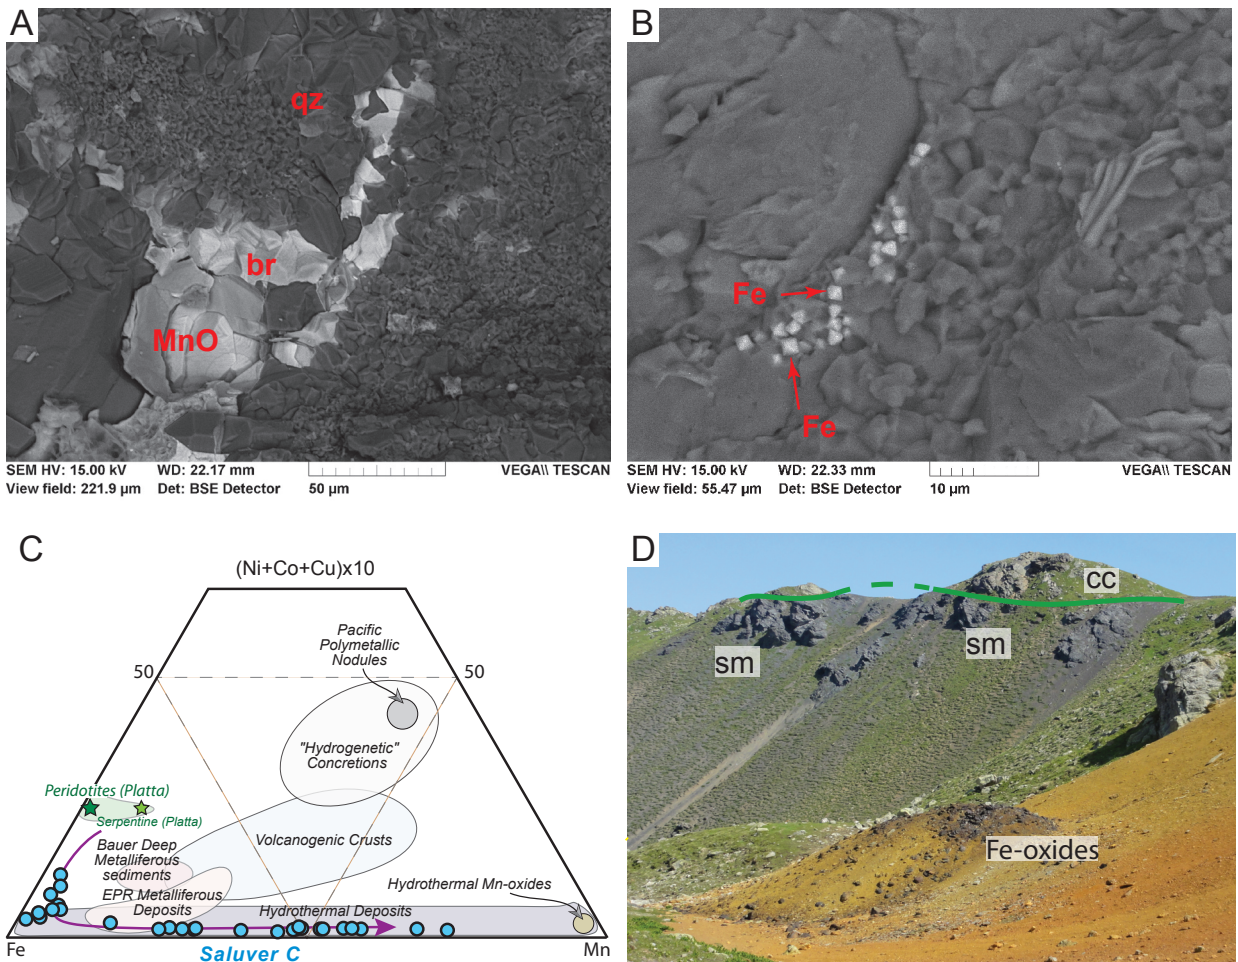 A
qz
br
MnO
SEM HV: 15.00 kV WD: 22.17 mm VEGA\\ TESCAN
View field: 221.9 µm Det: BSE Detector 50 µm
B
Fe
Fe
SEM HV: 15.00 kV WD: 22.33 mm VEGA\\ TESCAN
View field: 55.47 µm Det: BSE Detector 10 µm
C
(Ni+Co+Cu)x10
Pacific
Polymetallic
Nodules
50
50
"Hydrogenetic"
Concretions
Peridotites (Platta)
Serpentine (Platta)
Volcanogenic Crusts
Bauer Deep
Metalliferous
sediments
EPR Metalliferous
Deposits
Hydrothermal Mn-oxides
Hydrothermal Deposits
Fe
Mn
Saluver C
D
cc
sm
sm
Fe-oxides